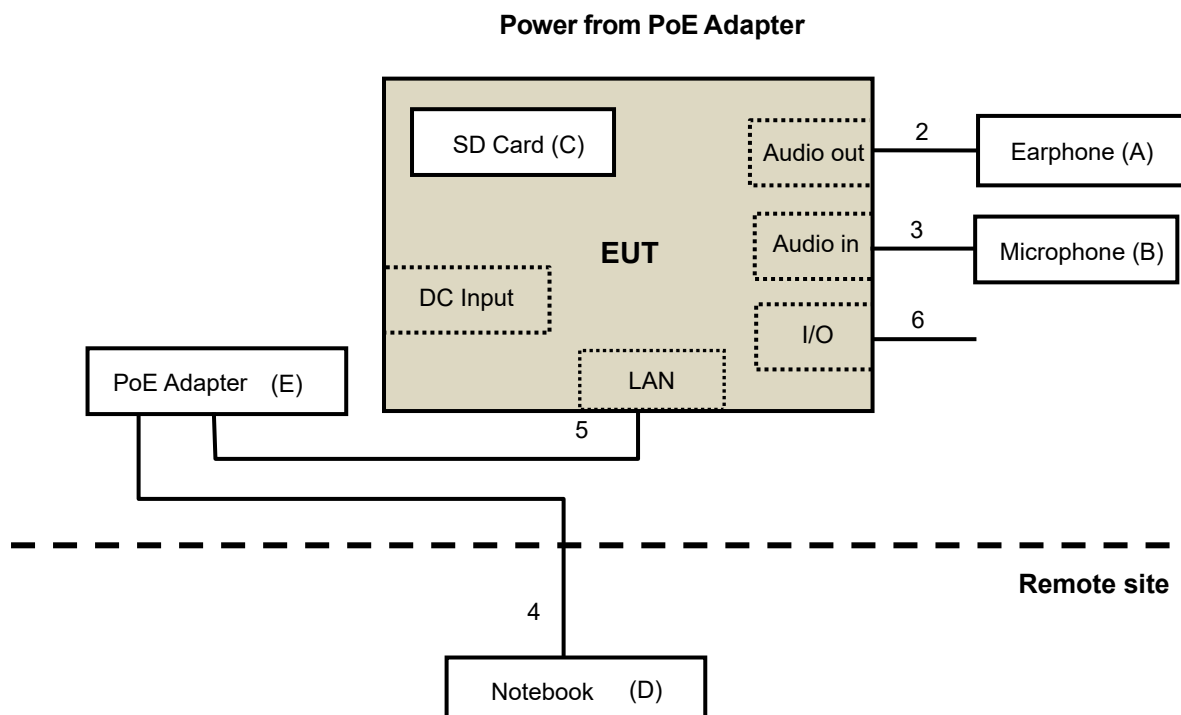 Power from PoE Adapter
SD Card (C)
Audio out
2
Earphone (A)
EUT
Audio in
3
Microphone (B)
DC Input
I/O
6
PoE Adapter (E)
LAN
5
Remote site
4
Notebook (D)